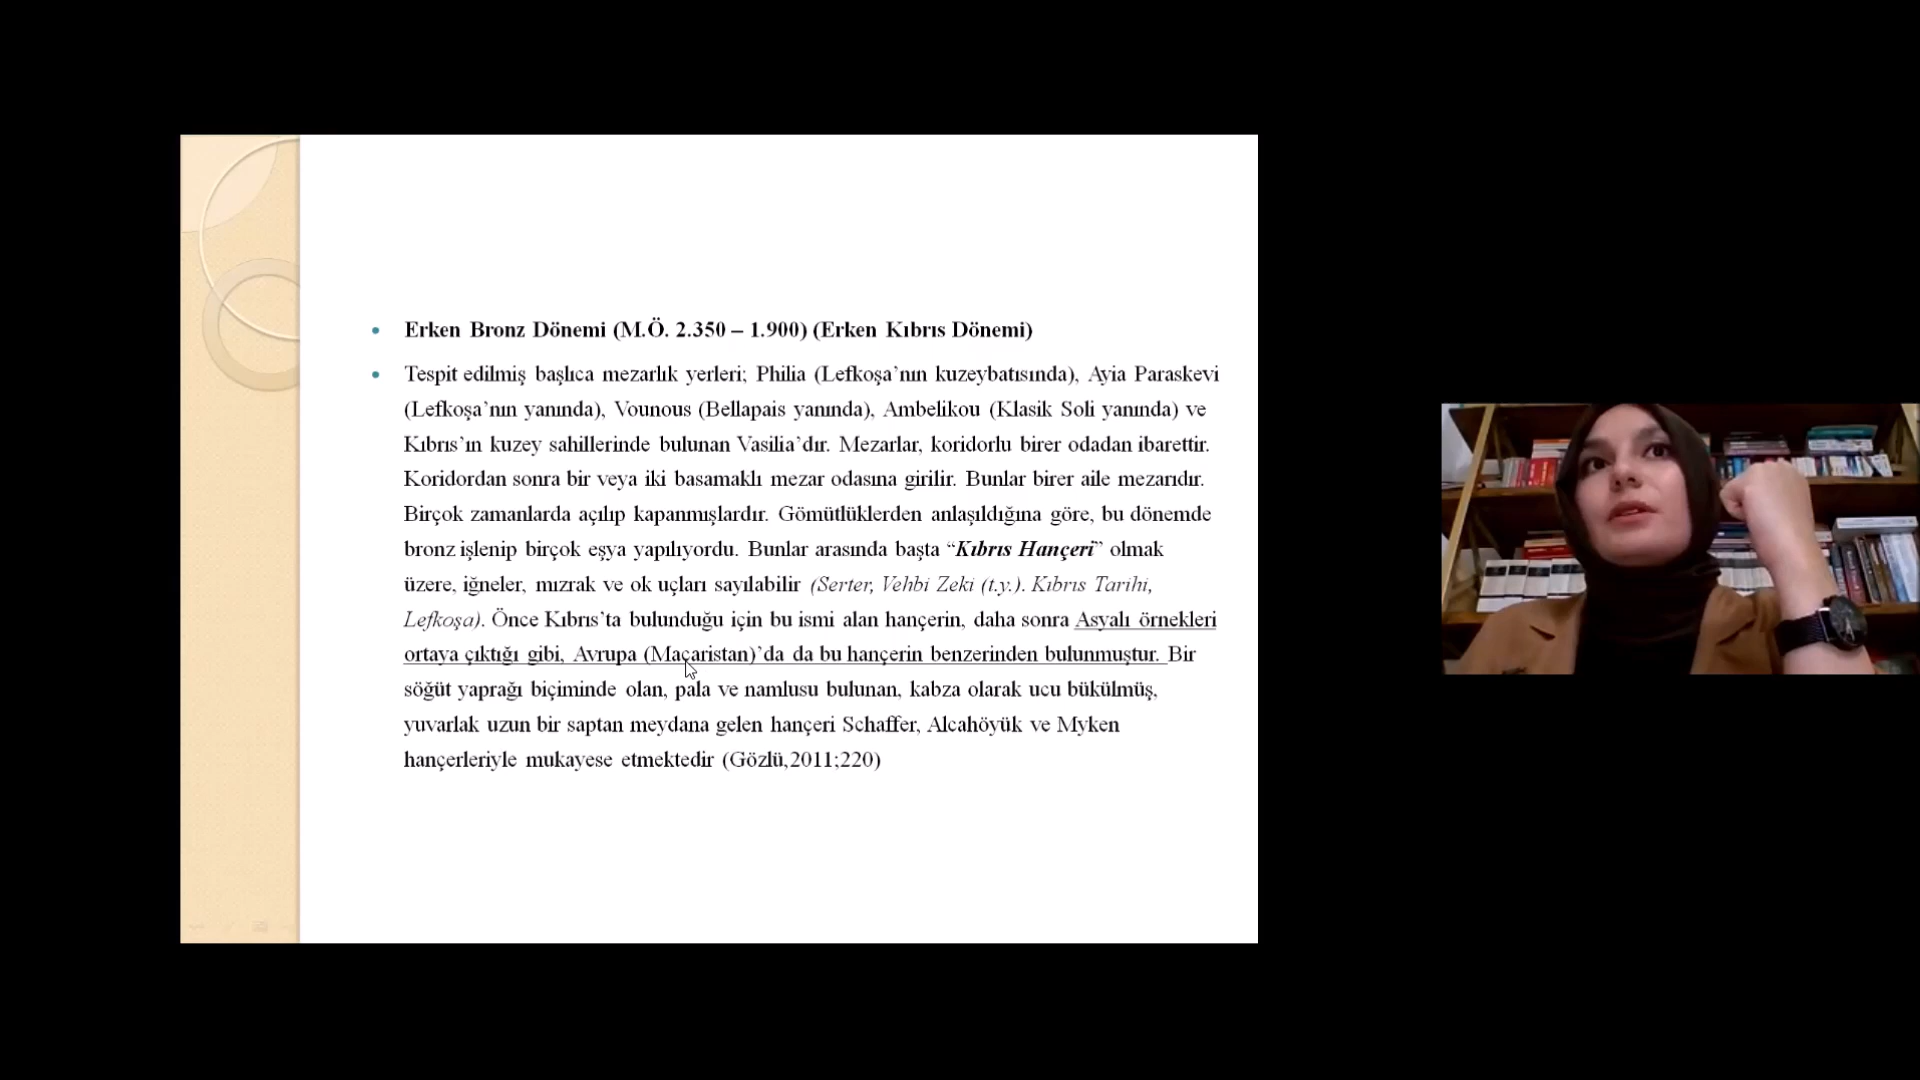 Erken Bronz Dönemi (M.Ö. 2.350 – 1.900) (Erken Kıbrıs Dönemi)
Tespit edilmiş başlıca mezarlık yerleri; Philia (Lefkoşa’nın kuzeybatısında), Ayia Paraskevi
(Lefkoşa’nın yanında), Vounous (Bellapais yanında), Ambelikou (Klasik Soli yanında) ve
Kıbrıs’ın kuzey sahillerinde bulunan Vasilia’dır. Mezarlar, koridorlu birer odadan ibarettir.
Koridordan sonra bir veya iki basamaklı mezar odasına girilir. Bunlar birer aile mezarıdır.
Birçok zamanlarda açılıp kapanmışlardır. Gömütlüklerden anlaşıldığına göre, bu dönemde
bronz işlenip birçok eşya yapılıyordu. Bunlar arasında başta “Kıbrıs Hançeri” olmak
üzere, iğneler, mızrak ve ok uçları sayılabilir (Serter, Vehbi Zeki (t.y.). Kıbrıs Tarihi,
Lefkoşa). Önce Kıbrıs’ta bulunduğu için bu ismi alan hançerin, daha sonra Asyalı örnekleri
ortaya çıktığı gibi, Avrupa (Macaristan)’da da bu hançerin benzerinden bulunmuştur. Bir
söğüt yaprağı biçiminde olan, pala ve namlusu bulunan, kabza olarak ucu bükülmüş,
yuvarlak uzun bir saptan meydana gelen hançeri Schaffer, Alcahöyük ve Myken
hançerleriyle mukayese etmektedir (Gözlü,2011;220)